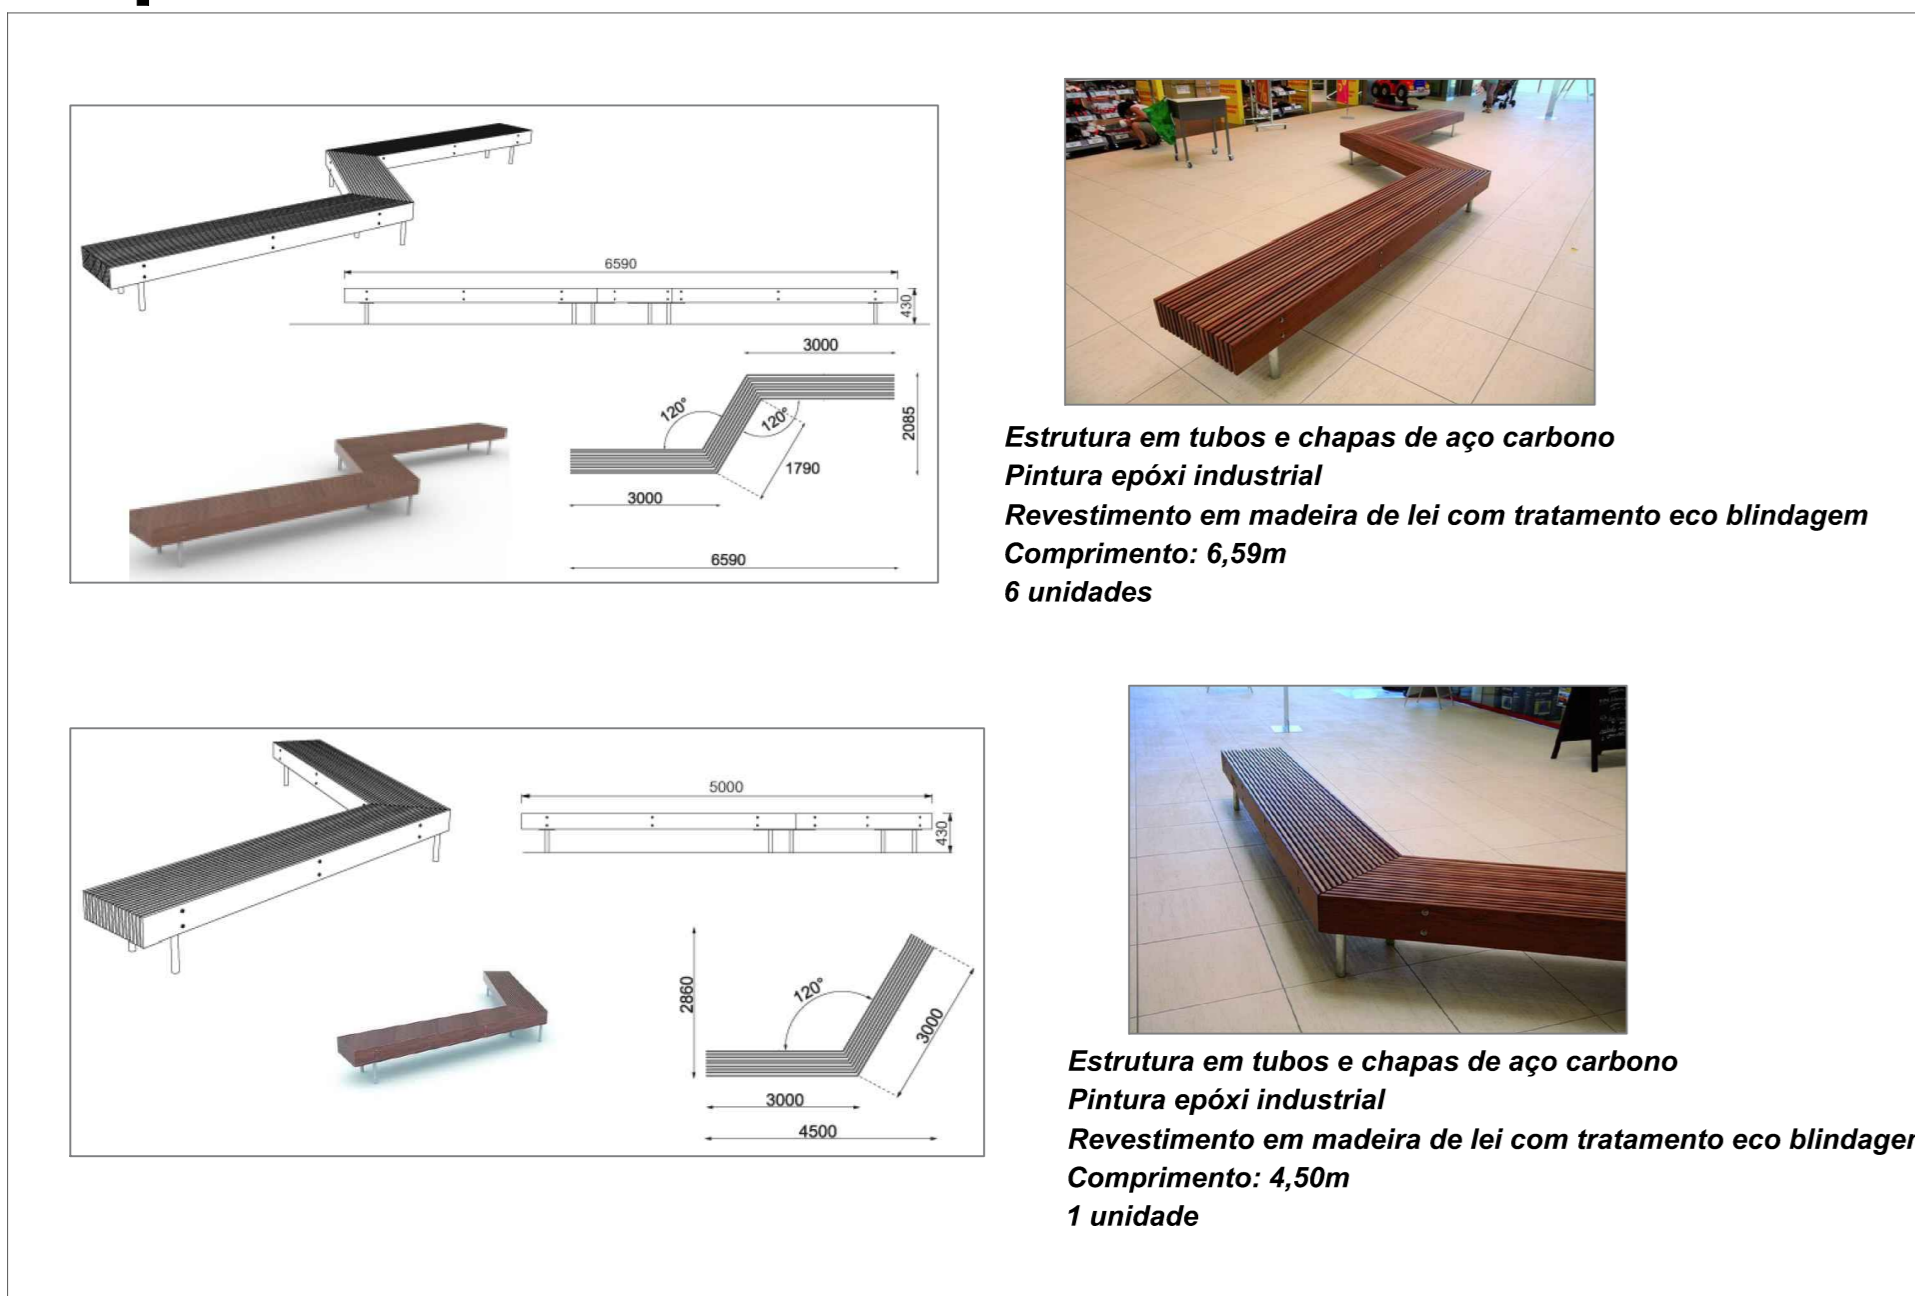 6590
430
3000
120°
120°
2085
1790
3000
6590
Estrutura em tubos e chapas de aço carbono
Pintura epóxi industrial
Revestimento em madeira de lei com tratamento eco blindagem
Comprimento: 6,59m
6 unidades
5000
430
2860
120°
3000
3000
4500
Estrutura em tubos e chapas de aço carbono
Pintura epóxi industrial
Revestimento em madeira de lei com tratamento eco blindagem
Comprimento: 4,50m
1 unidade